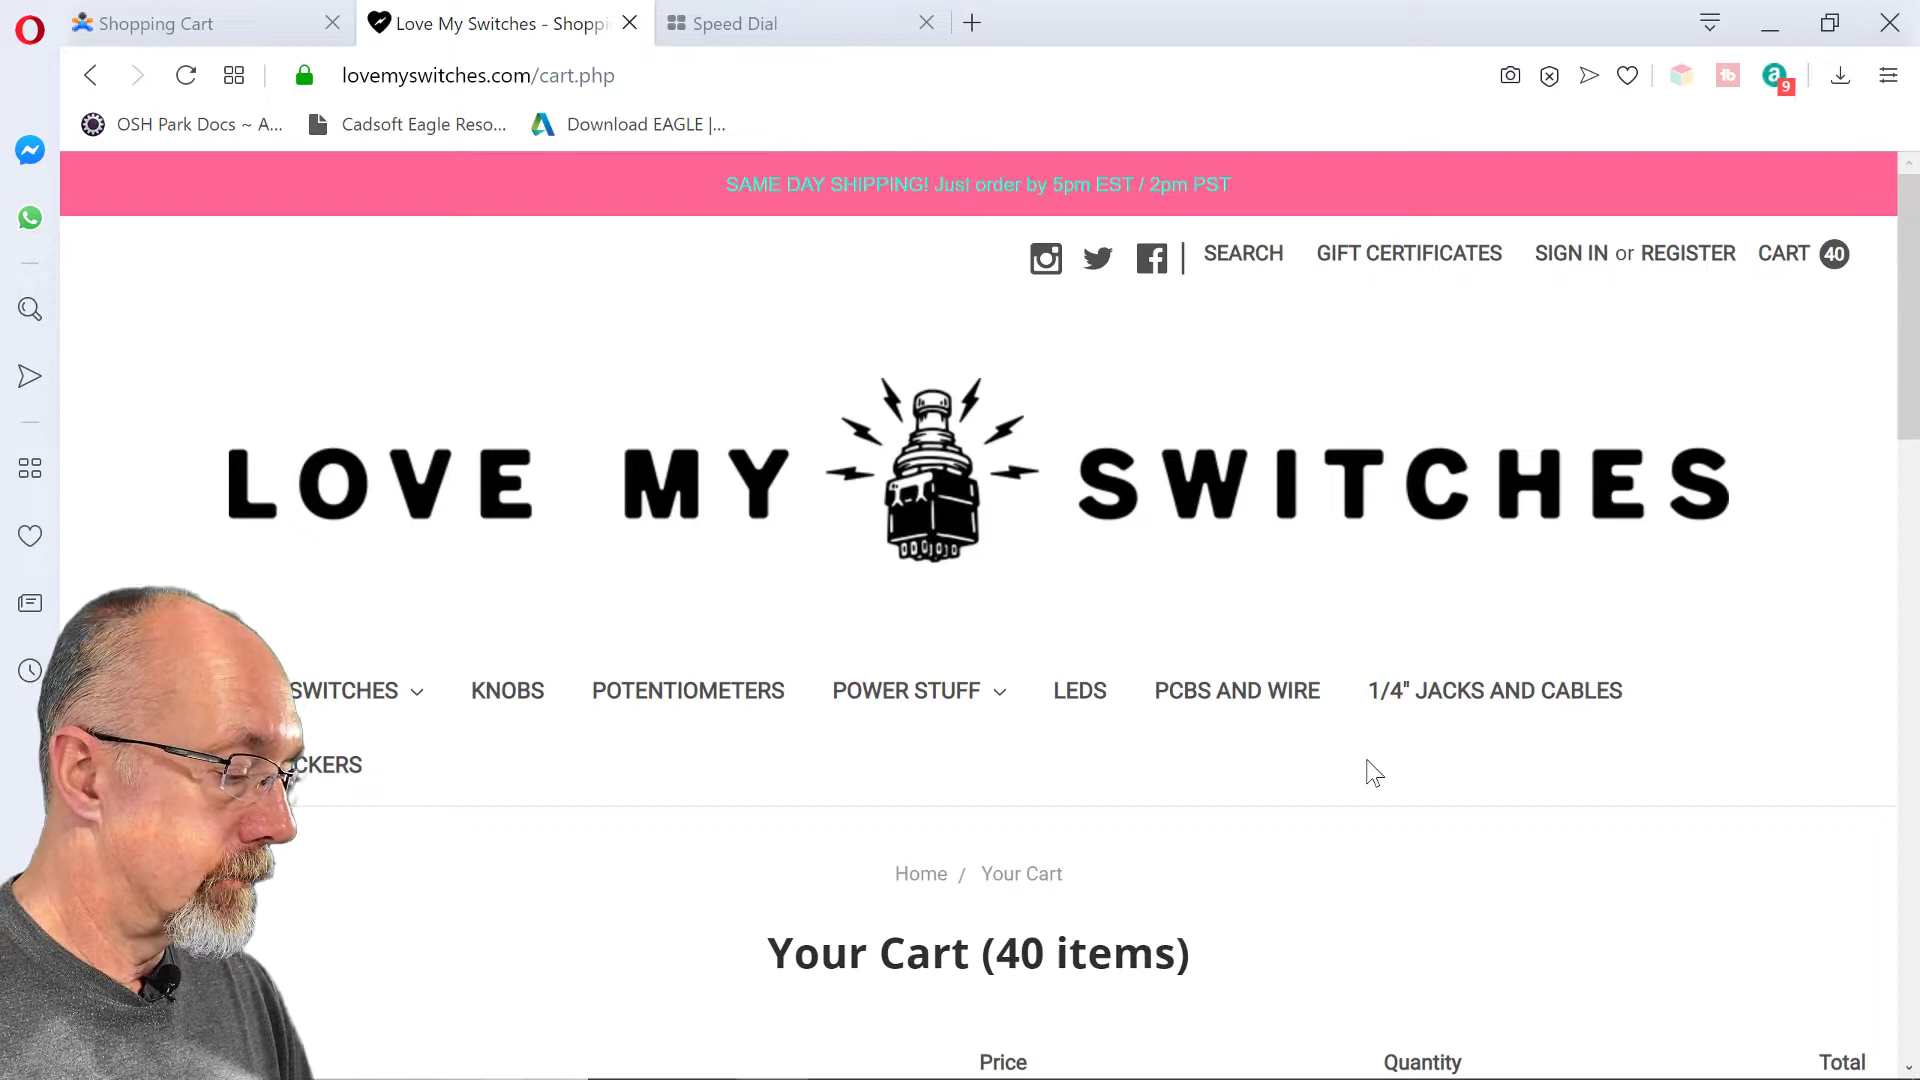 Shopping Cart
Love My Switches - Shoppi
Speed Dial
lovemyswitches.com/cart.php
9
OSH Park Docs ~ A...
Cadsoft Eagle Reso...
Download EAGLE |...
SAME DAY SHIPPING! Just order by 5pm EST / 2pm PST
SEARCH GIFT CERTIFICATES SIGN IN or REGISTER CART 40
LOVE MY SWITCHES
SWITCHES KNOBS POTENTIOMETERS POWER STUFF LEDS PCBS AND WIRE 1/4" JACKS AND CABLES
CKERS
Home / Your Cart
Your Cart (40 items)
Price Quantity Total